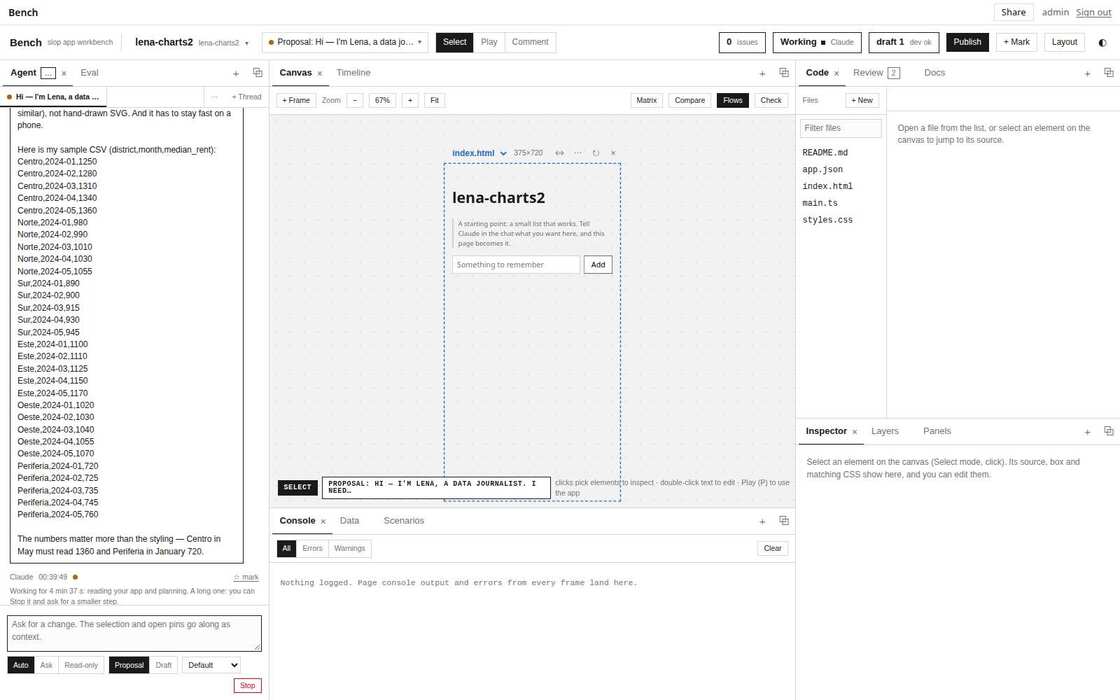 Bench
Share
admin
Sign out
Bench
slop app workbench
lena-charts2
lena-charts2
Proposal: Hi — I'm Lena, a data jo…
Select
Play
Comment
0 issues
Working Claude
draft 1 dev ok
Publish
+ Mark
Layout
Agent
...
Eval
Hi — I'm Lena, a data …
...
+ Thread
similar), not hand-drawn SVG. And it has to stay fast on a
phone.
Here is my sample CSV (district,month,median_rent):
Centro,2024-01,1250
Centro,2024-02,1280
Centro,2024-03,1310
Centro,2024-04,1340
Centro,2024-05,1360
Norte,2024-01,980
Norte,2024-02,990
Norte,2024-03,1010
Norte,2024-04,1030
Norte,2024-05,1055
Sur,2024-01,890
Sur,2024-02,900
Sur,2024-03,915
Sur,2024-04,930
Sur,2024-05,945
Este,2024-01,1100
Este,2024-02,1110
Este,2024-03,1125
Este,2024-04,1150
Este,2024-05,1170
Oeste,2024-01,1020
Oeste,2024-02,1030
Oeste,2024-03,1040
Oeste,2024-04,1055
Oeste,2024-05,1070
Periferia,2024-01,720
Periferia,2024-02,725
Periferia,2024-03,735
Periferia,2024-04,745
Periferia,2024-05,760
The numbers matter more than the styling — Centro in
May must read 1360 and Periferia in January 720.
Claude 00:39:49
☆ mark
Working for 4 min 37 s: reading your app and planning. A long one: you can
Stop it and ask for a smaller step.
Ask for a change. The selection and open pins go along as
context.
Auto
Ask
Read-only
Proposal
Draft
Default
Stop
Canvas
Timeline
+ Frame
Zoom
−
67%
+
Fit
Matrix
Compare
Flows
Check
index.html
375×720
lena-charts2
A starting point: a small list that works. Tell
Claude in the chat what you want here, and this
page becomes it.
Something to remember
Add
SELECT
PROPOSAL: HI — I'M LENA, A DATA JOURNALIST. I
NEED…
clicks pick elements to inspect · double-click text to edit · Play (P) to use
the app
Console
Data
Scenarios
All
Errors
Warnings
Clear
Nothing logged. Page console output and errors from every frame land here.
Code
Review 2
Docs
Files
+ New
Filter files
README.md
app.json
index.html
main.ts
styles.css
Open a file from the list, or select an element on the
canvas to jump to its source.
Inspector
Layers
Panels
Select an element on the canvas (Select mode, click). Its source, box and
matching CSS show here, and you can edit them.